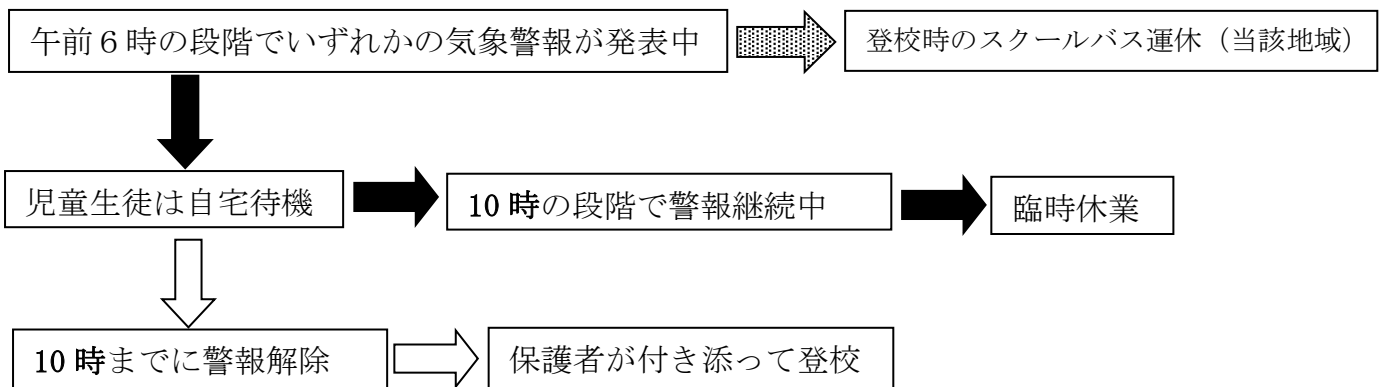 午前６時の段階でいずれかの気象警報が発表中
登校時のスクールバス運休（当該地域）
児童生徒は自宅待機
10時の段階で警報継続中
臨時休業
10時までに警報解除
保護者が付き添って登校